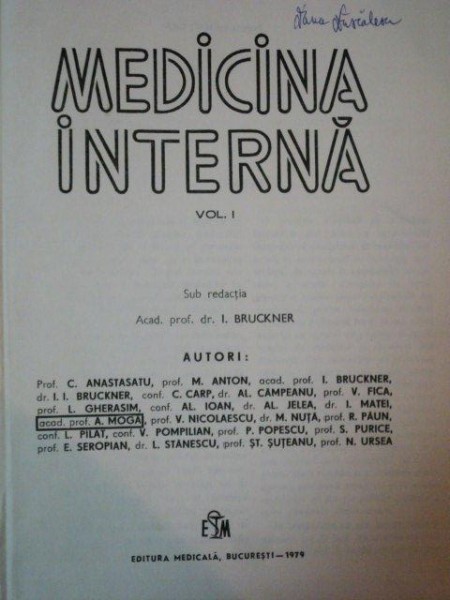 MEDICINA
INTERNĂ
VOL. I
Sub redacția
Acad. prof. dr. I. BRUCKNER
AUTORI:
Prof. C. ANASTASATU, prof. M. ANTON, acad. prof. I. BRUCKNER,
dr. I. I. BRUCKNER, conf. C. CARP, dr. AL. CÂMPEANU, prof. V. FICA,
prof. L. GHERASIM, conf. AL. IOAN, dr. AL. JELEA, dr. I. MATEI,
acad. prof. A. MOGA, prof. V. NICOLAESCU, dr. M. NUȚĂ, prof. R. PĂUN,
conf. L. PILAT, conf. V. POMPILIAN, prof. P. POPESCU, prof. S. PURICE,
prof. E. SEROPIAN, dr. L. STĂNESCU, prof. ȘT. ȘUȚEANU, prof. N. URSEA
EM
EDITURA MEDICALĂ, BUCUREȘTI — 1979